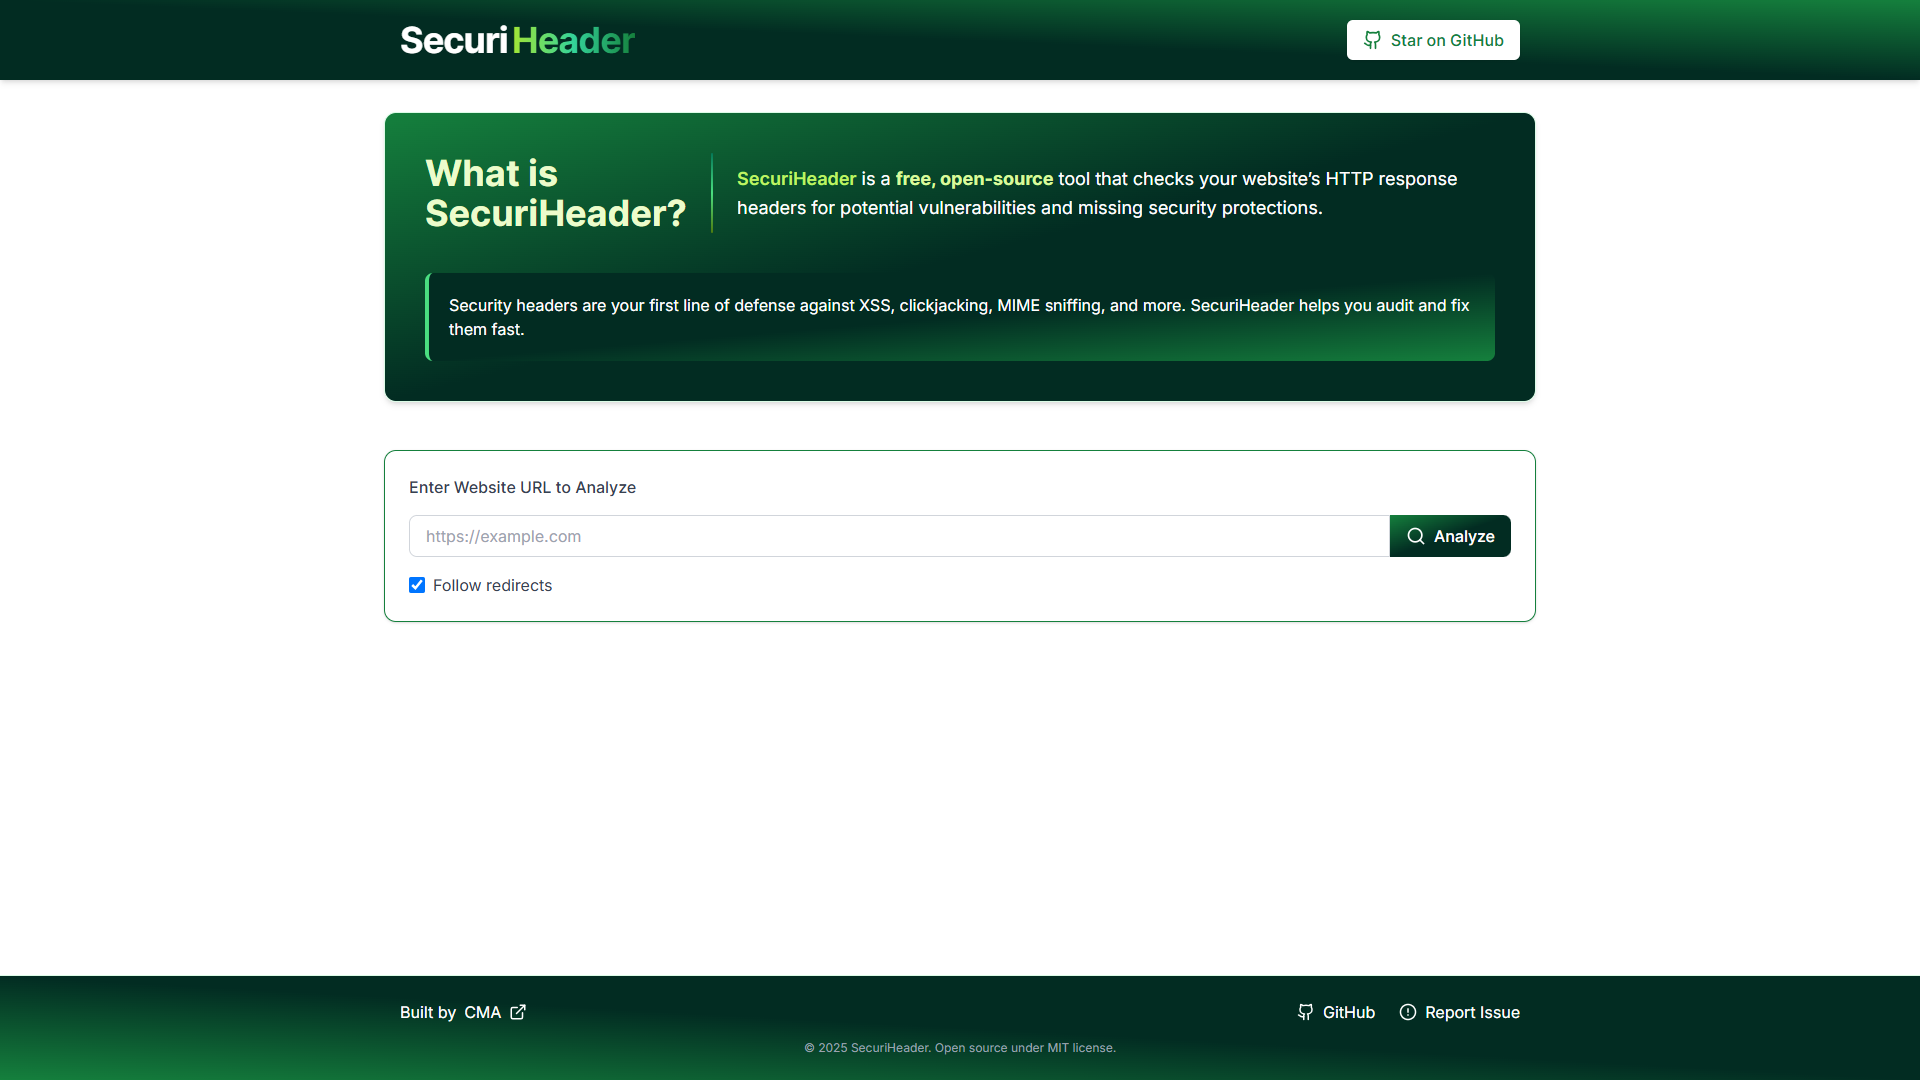 SecuriHeader
Star on GitHub
What is
SecuriHeader?
SecuriHeader is a free, open-source tool that checks your website’s HTTP response
headers for potential vulnerabilities and missing security protections.
Security headers are your first line of defense against XSS, clickjacking, MIME sniffing, and more. SecuriHeader helps you audit and fix
them fast.
Enter Website URL to Analyze
https://example.com
Analyze
Follow redirects
Built by CMA
GitHub
Report Issue
© 2025 SecuriHeader. Open source under MIT license.